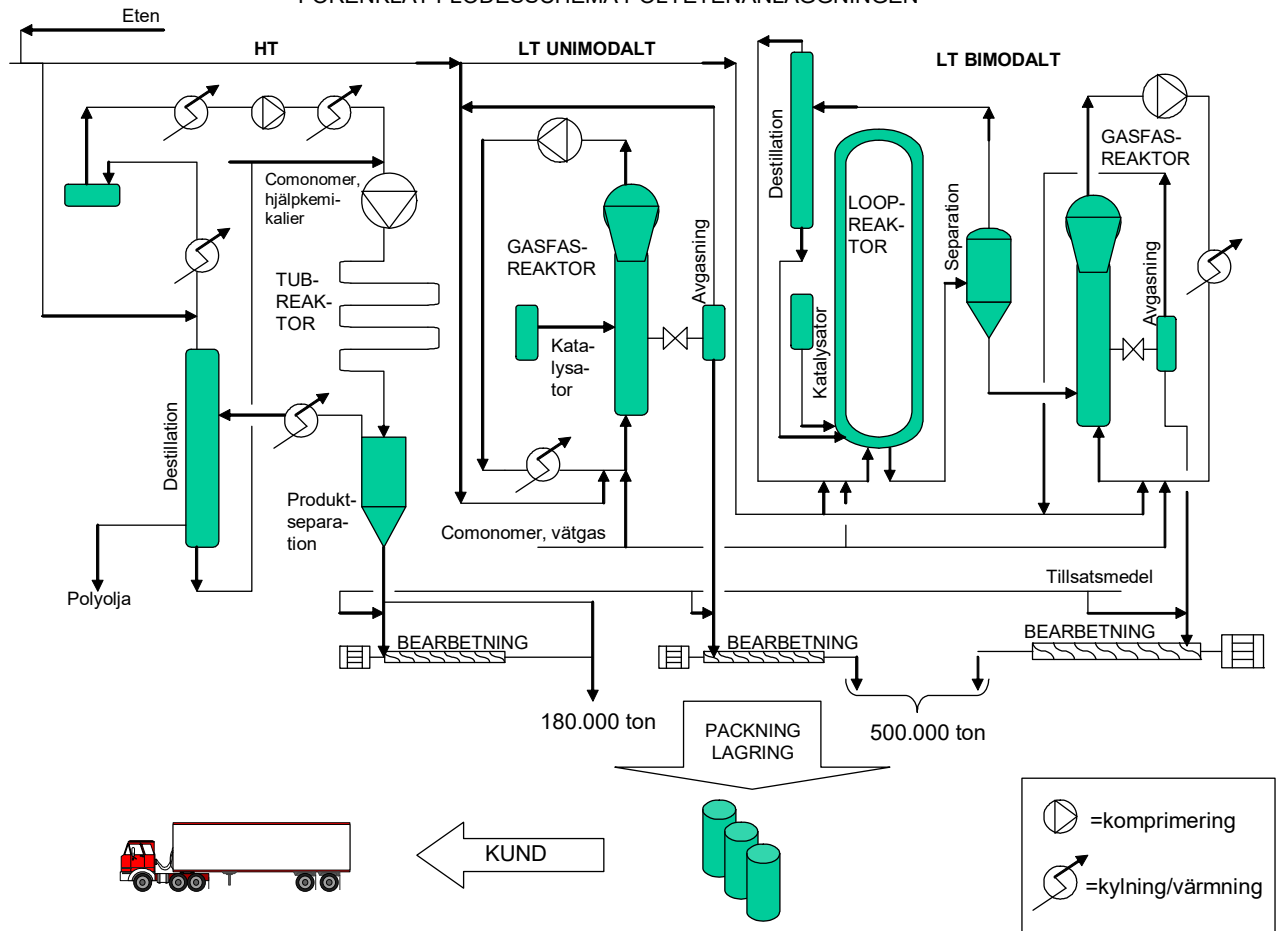 Eten
HT
LT UNIMODALT
LT BIMODALT
Comonomer,
hjälpkemi-
kalier
TUB-
REAK-
TOR
Destillation
Produkt-
separa-
tion
Polyolja
GASFAS-
REAKTOR
Kata-
lysa-
tor
Avgasning
Comonomer, vätgas
Destillation
Katalysator
LOOP-
REAK-
TOR
Separation
GASFAS-
REAKTOR
Avgasning
Tillsatsmedel
BEARBETNING
BEARBETNING
BEARBETNING
180.000 ton
500.000 ton
PACKNING
LAGRING
KUND
=komprimering
=kylning/värmning